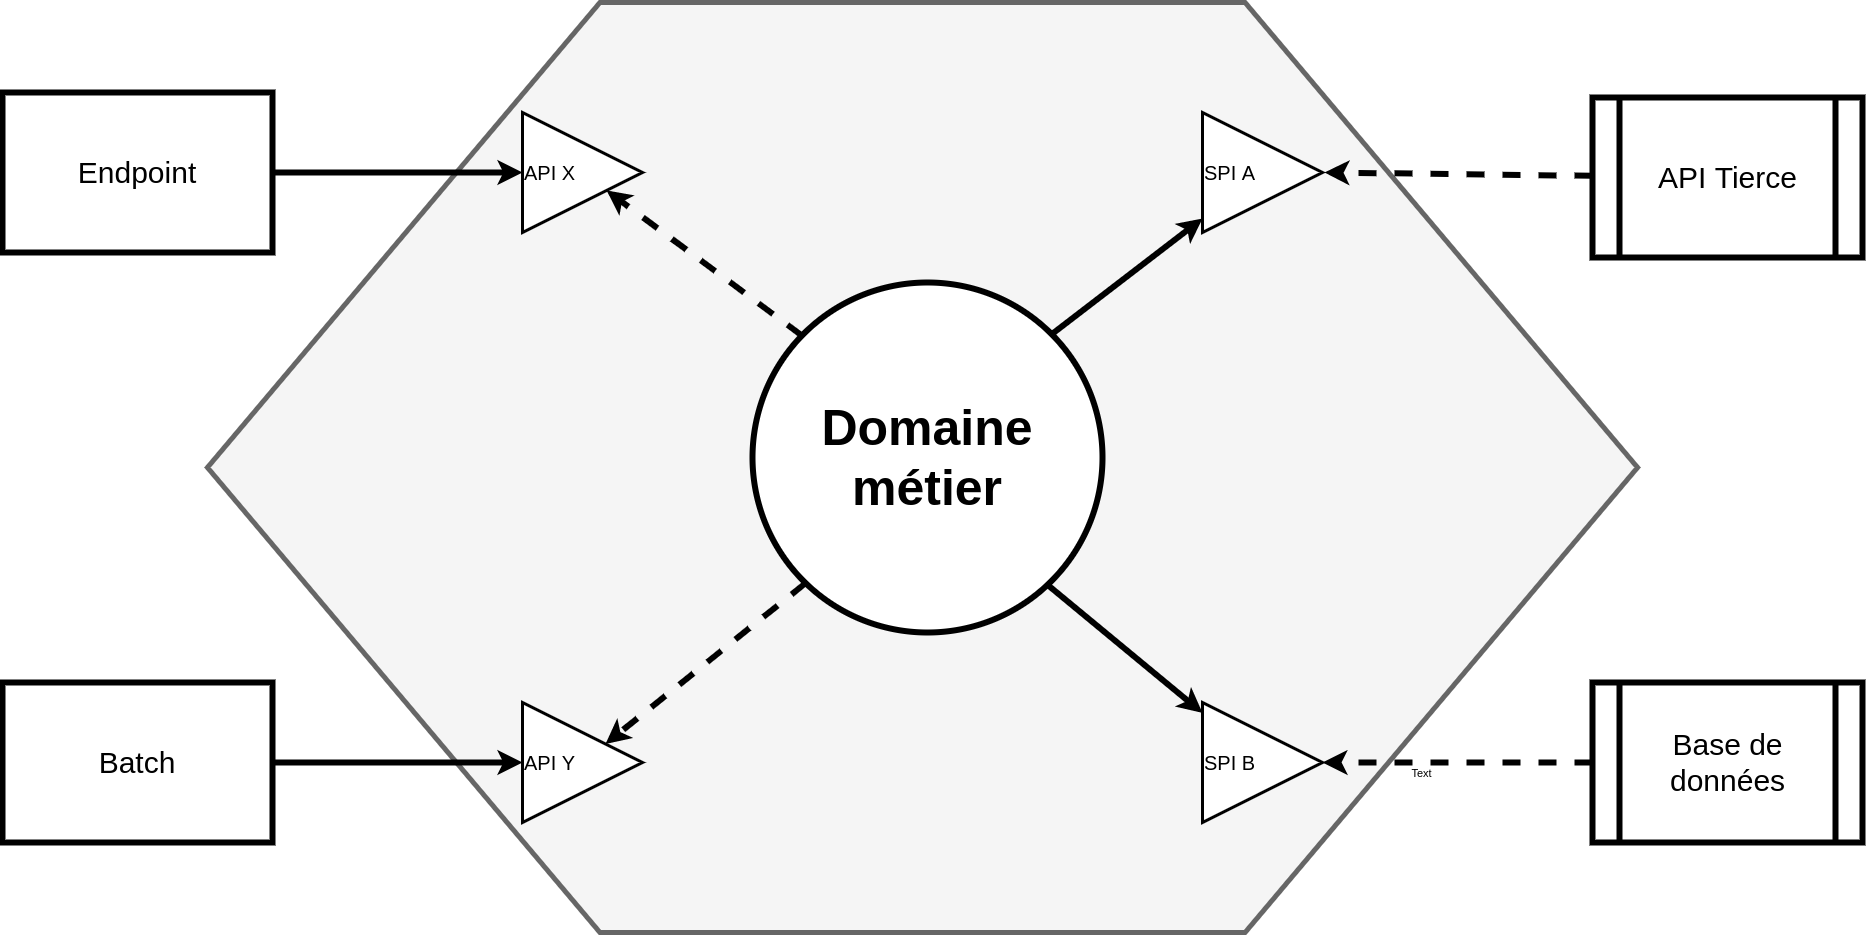 Endpoint
API X
SPI A
API Tierce
Domaine
métier
Batch
API Y
SPI B
Text
Base de
données